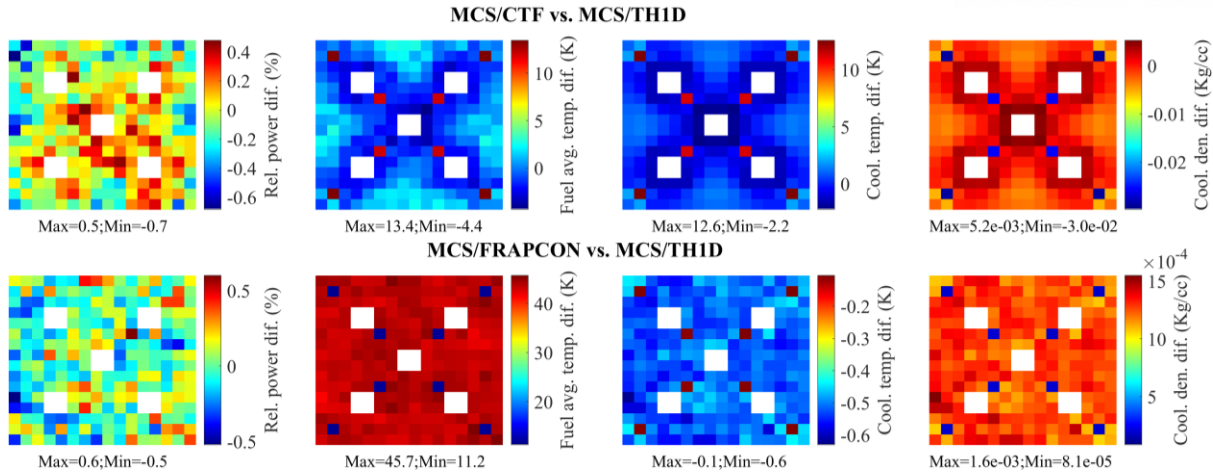 MCS/CTF vs. MCS/TH1D
0.4
0.2
0
-0.2
-0.4
-0.6
Rel. power dif. (%)
10
5
0
Fuel avg. temp. dif. (K)
10
5
0
Cool. temp. dif. (K)
0
-0.01
-0.02
Cool. den. dif. (Kg/cc)
Max=0.5;Min=-0.7
Max=13.4;Min=-4.4
Max=12.6;Min=-2.2
Max=5.2e-03;Min=-3.0e-02
MCS/FRAPCON vs. MCS/TH1D
0.5
0
-0.5
Rel. power dif. (%)
40
30
20
Fuel avg. temp. dif. (K)
-0.2
-0.3
-0.4
-0.5
-0.6
Cool. temp. dif. (K)
×10-4
15
10
5
Cool. den. dif. (Kg/cc)
Max=0.6;Min=-0.5
Max=45.7;Min=11.2
Max=-0.1;Min=-0.6
Max=1.6e-03;Min=8.1e-05